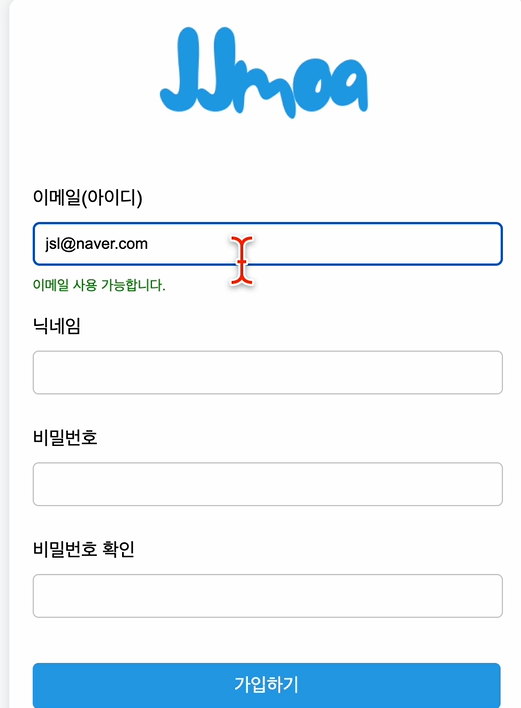 JJmoa
이메일(아이디)
jsl@naver.com
이메일 사용 가능합니다.
닉네임
비밀번호
비밀번호 확인
가입하기